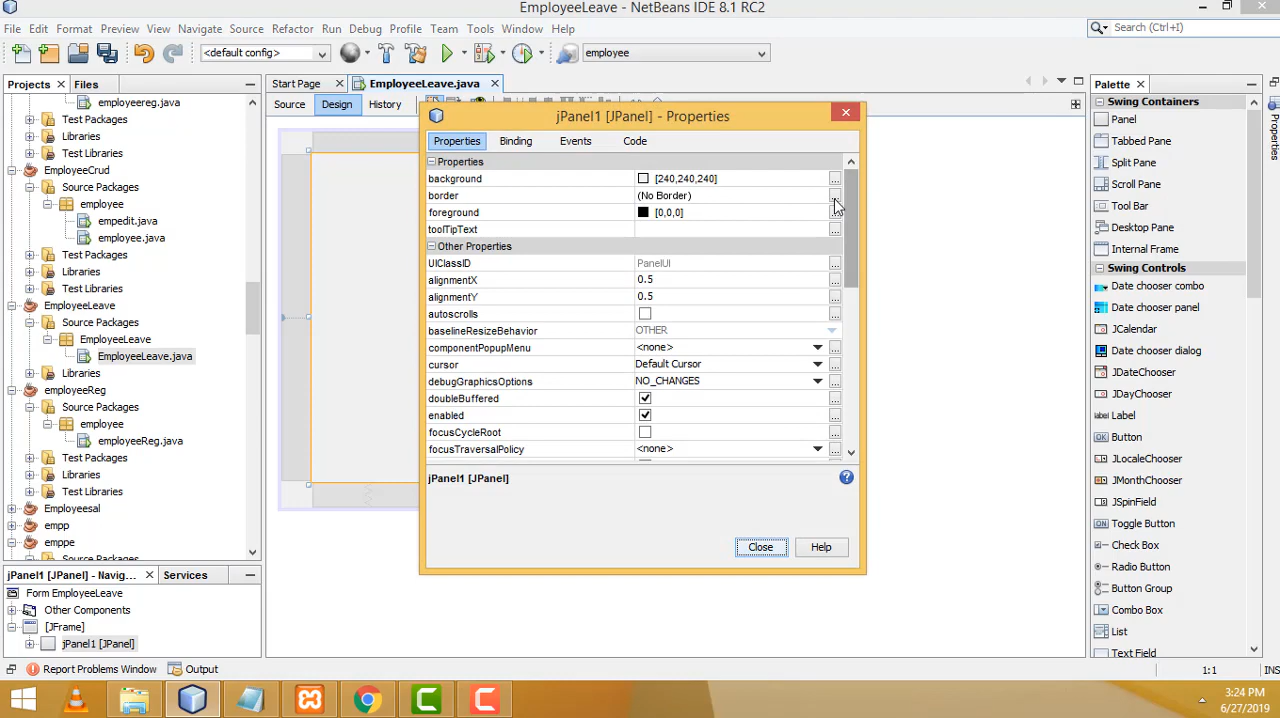 EmployeeLeave - NetBeans IDE 8.1 RC2
File Edit Format Preview View Navigate Source Refactor Run Debug Profile Team Tools Window Help
Search (Ctrl+I)
<default config>
employee
Projects
Files
Start Page
EmployeeLeave.java
Palette
Source
Design
History
employeereg.java
Test Packages
Libraries
Test Libraries
EmployeeCrud
Source Packages
employee
empedit.java
employee.java
Test Packages
Libraries
Test Libraries
EmployeeLeave
Source Packages
EmployeeLeave
EmployeeLeave.java
Libraries
employeeReg
Source Packages
employee
employeeReg.java
Test Packages
Libraries
Test Libraries
Employeesal
empp
emppe
Source Packages
jPanel1 [JPanel] - Navig...
Services
Form EmployeeLeave
Other Components
[JFrame]
jPanel1 [JPanel]
jPanel1 [JPanel] - Properties
Properties Binding Events Code
Properties
background [240,240,240] ...
border (No Border) ...
foreground [0,0,0] ...
toolTipText ...
Other Properties
UIClassID PanelUI ...
alignmentX 0.5 ...
alignmentY 0.5 ...
autoscrolls ...
baselineResizeBehavior OTHER
componentPopupMenu <none> ...
cursor Default Cursor ...
debugGraphicsOptions NO_CHANGES ...
doubleBuffered ...
enabled ...
focusCycleRoot ...
focusTraversalPolicy <none> ...
jPanel1 [JPanel]
Close
Help
Swing Containers
Panel
Tabbed Pane
Split Pane
Scroll Pane
Tool Bar
Desktop Pane
Internal Frame
Swing Controls
Date chooser combo
Date chooser panel
JCalendar
Date chooser dialog
JDateChooser
JDayChooser
Label
Button
JLocaleChooser
JMonthChooser
JSpinField
Toggle Button
Check Box
Radio Button
Button Group
Combo Box
List
Text Field
Properties
Report Problems Window
Output
1:1
INS
3:24 PM
6/27/2019